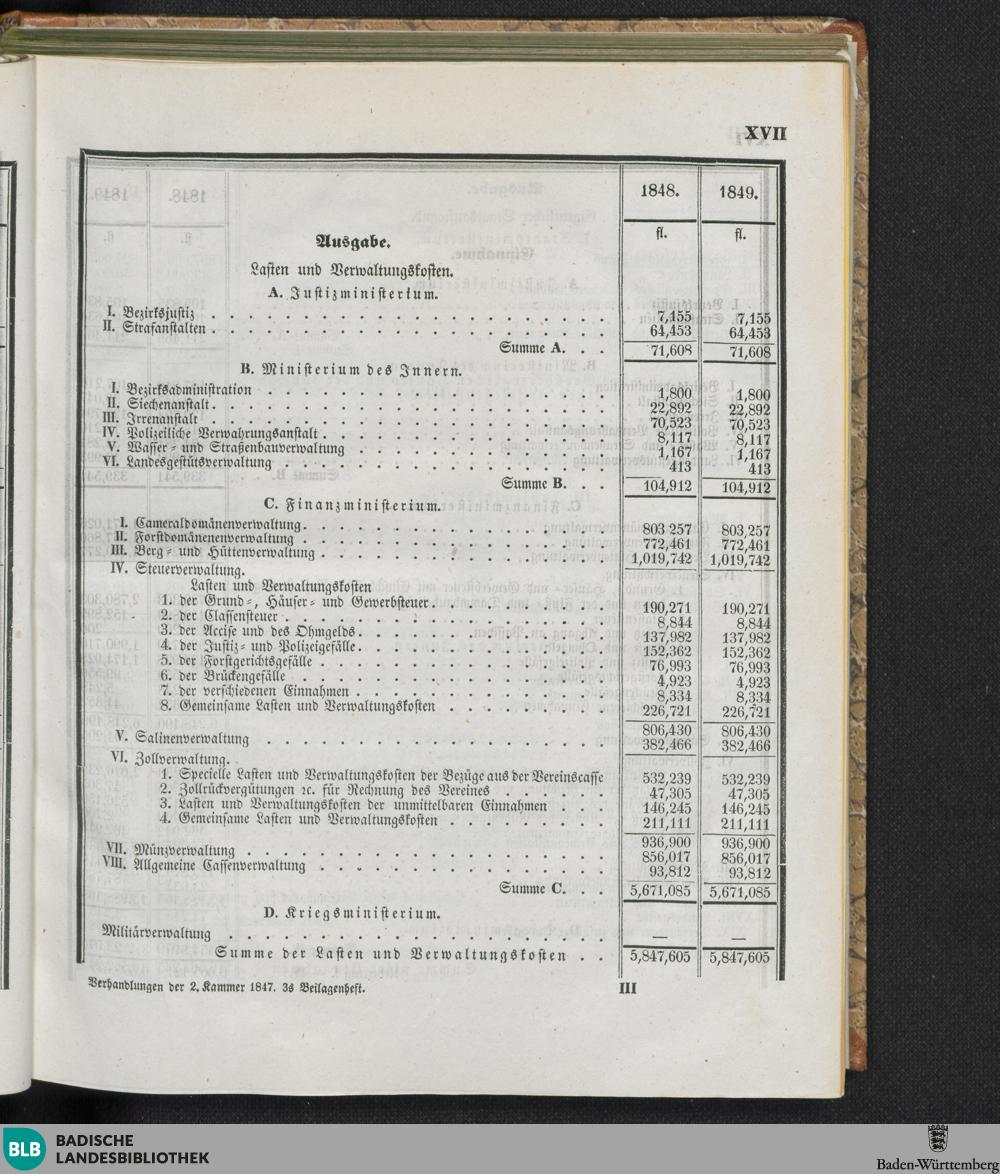 XVII
1848. 1849.
fl. fl.
Ausgabe.
Lasten und Verwaltungskosten.
A. Justizministerium.
I. Bezirksjustiz . . . 7,155 7,155
II. Strafanstalten . . . 64,453 64,453
Summe A. . . 71,608 71,608
B. Ministerium des Innern.
I. Bezirksadministration . . . 1,800 1,800
II. Siechenanstalt . . . 22,892 22,892
III. Irrenanstalt . . . 70,523 70,523
IV. Polizeiliche Verwahrungsanstalt . . . 8,117 8,117
V. Wasser- und Straßenbauverwaltung . . . 1,167 1,167
VI. Landesgestütsverwaltung . . . 413 413
Summe B. . . 104,912 104,912
C. Finanzministerium.
I. Cameraldomänenverwaltung . . . 803 257 803,257
II. Forstdomänenenverwaltung . . . 772,461 772,461
III. Berg- und Hüttenverwaltung . . . 1,019,742 1,019,742
IV. Steuerverwaltung.
Lasten und Verwaltungskosten
1. der Grund-, Häuser- und Gewerbsteuer . . . 190,271 190,271
2. der Classensteuer . . . 8,844 8,844
3. der Accise und des Ohmgelds . . . 137,982 137,982
4. der Justiz- und Polizeigefälle . . . 152,362 152,362
5. der Forstgerichtsgefälle . . . 76,993 76,993
6. der Brückengefälle . . . 4,923 4,923
7. der verschiedenen Einnahmen . . . 8,334 8,334
8. Gemeinsame Lasten und Verwaltungskosten . . . 226,721 226,721
806,430 806,430
V. Salinenverwaltung . . . 382,466 382,466
VI. Zollverwaltung.
1. Specielle Lasten und Verwaltungskosten der Bezüge aus der Vereinscasse 532,239 532,239
2. Zollrückvergütungen ꝛc. für Rechnung des Vereines . . . 47,305 47,305
3. Lasten und Verwaltungskosten der unmittelbaren Einnahmen . . . 146,245 146,245
4. Gemeinsame Lasten und Verwaltungskosten . . . 211,111 211,111
936,900 936,900
VII. Münzverwaltung . . . 856,017 856,017
VIII. Allgemeine Cassenverwaltung . . . 93,812 93,812
Summe C. . . 5,671,085 5,671,085
D. Kriegsministerium.
Militärverwaltung . . . — —
Summe der Lasten und Verwaltungskosten . . 5,847,605 5,847,605
Verhandlungen der 2. Kammer 1847. 3s Beilagenheft. III
BLB BADISCHE
LANDESBIBLIOTHEK
Baden-Württemberg